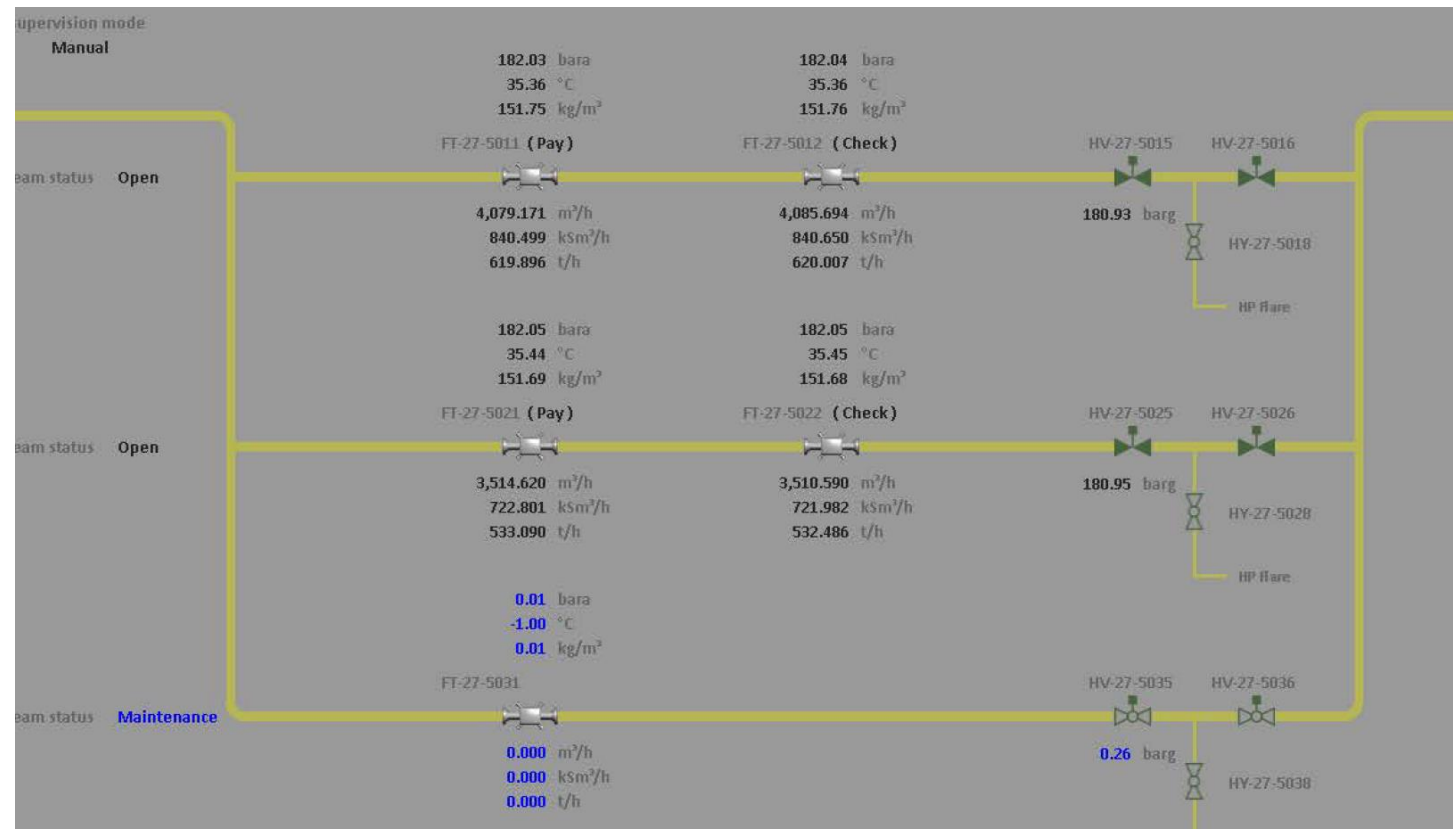 upervision mode
Manual
182.03 bara 182.04 bara
35.36 °C 35.36 °C
151.75 kg/m³ 151.76 kg/m³
FT-27-5011 (Pay) FT-27-5012 (Check) HV-27-5015 HV-27-5016
eam status Open
4,079.171 m³/h 4,085.694 m³/h 180.93 barg
840.499 kSm³/h 840.650 kSm³/h HY-27-5018
619.896 t/h 620.007 t/h
HP flare
182.05 bara 182.05 bara
35.44 °C 35.45 °C
151.69 kg/m³ 151.68 kg/m³
FT-27-5021 (Pay) FT-27-5022 (Check) HV-27-5025 HV-27-5026
eam status Open
3,514.620 m³/h 3,510.590 m³/h 180.95 barg
722.801 kSm³/h 721.982 kSm³/h HY-27-5028
533.090 t/h 532.486 t/h
HP flare
0.01 bara
-1.00 °C
0.01 kg/m³
FT-27-5031 HV-27-5035 HV-27-5036
eam status Maintenance
0.000 m³/h 0.26 barg
0.000 kSm³/h HY-27-5038
0.000 t/h